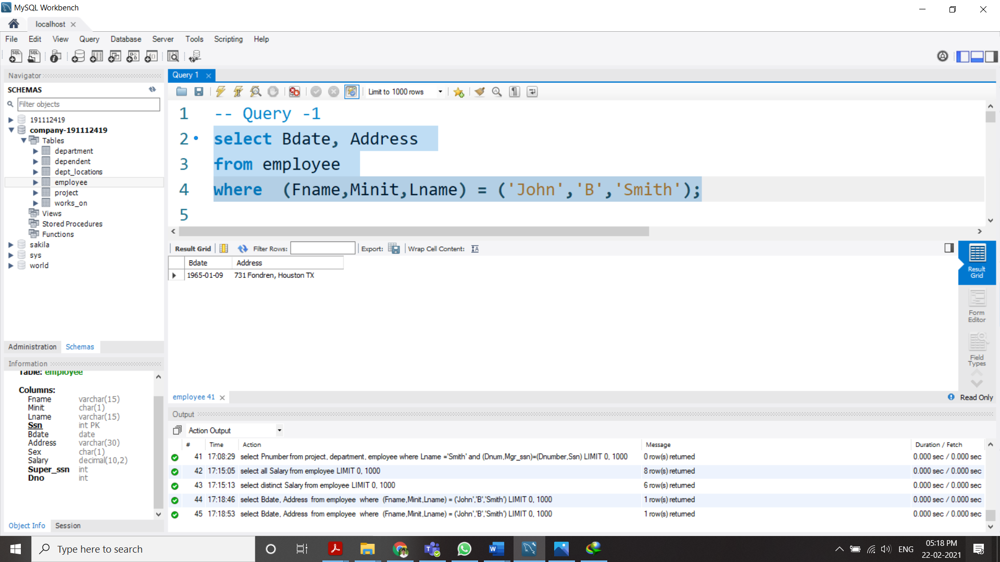 MySQL Workbench
localhost
File Edit View Query Database Server Tools Scripting Help
Navigator
SCHEMAS
Filter objects
191112419
company-191112419
Tables
department
dependent
dept_locations
employee
project
works_on
Views
Stored Procedures
Functions
sakila
sys
world
Administration Schemas
Information
Table: employee
Columns:
Fname varchar(15)
Minit char(1)
Lname varchar(15)
Ssn int PK
Bdate date
Address varchar(30)
Sex char(1)
Salary decimal(10,2)
Super_ssn int
Dno int
Object Info Session
Query 1
Limit to 1000 rows
1 -- Query -1
2 select Bdate, Address
3 from employee
4 where (Fname,Minit,Lname) = ('John','B','Smith');
5
Result Grid Filter Rows: Export: Wrap Cell Content:
Bdate Address
1965-01-09 731 Fondren, Houston TX
Result Grid
Form Editor
Field Types
employee 41
Read Only
Output
Action Output
# Time Action Message Duration / Fetch
41 17:08:29 select Pnumber from project, department, employee where Lname ='Smith' and (Dnum,Mgr_ssn)=(Dnumber,Ssn) LIMIT 0, 1000 0 row(s) returned 0.000 sec / 0.000 sec
42 17:15:05 select all Salary from employee LIMIT 0, 1000 8 row(s) returned 0.000 sec / 0.000 sec
43 17:15:13 select distinct Salary from employee LIMIT 0, 1000 6 row(s) returned 0.000 sec / 0.000 sec
44 17:18:46 select Bdate, Address from employee where (Fname,Minit,Lname) = ('John','B','Smith') LIMIT 0, 1000 1 row(s) returned 0.000 sec / 0.000 sec
45 17:18:53 select Bdate, Address from employee where (Fname,Minit,Lname) = ('John','B','Smith') LIMIT 0, 1000 1 row(s) returned 0.000 sec / 0.000 sec
Type here to search
ENG
05:18 PM
22-02-2021